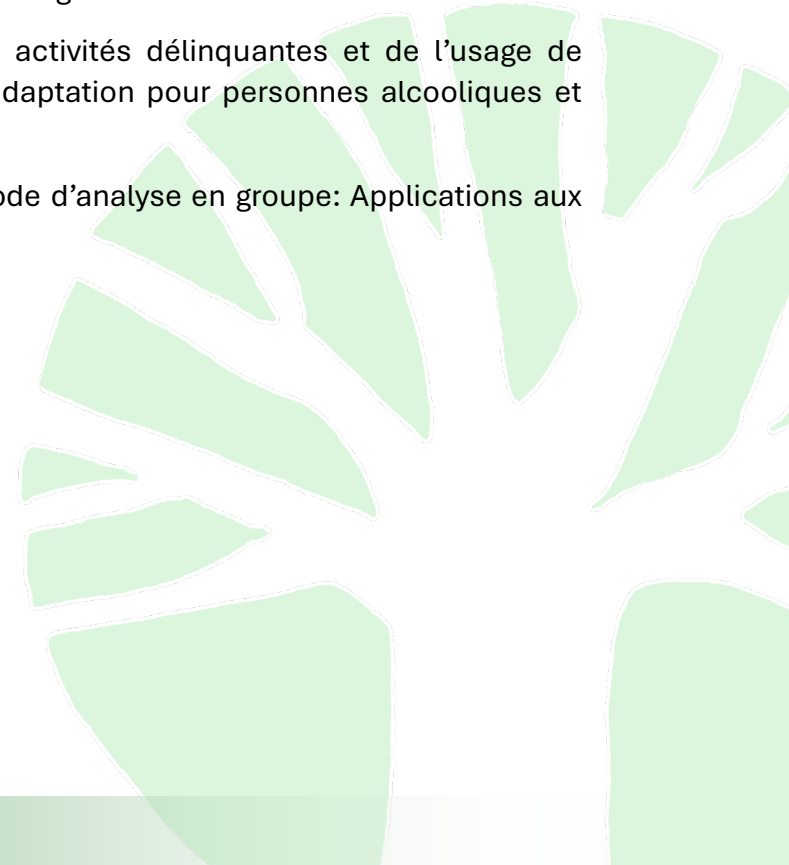 activités délinquantes et de l’usage de
daptation pour personnes alcooliques et
ode d’analyse en groupe: Applications aux